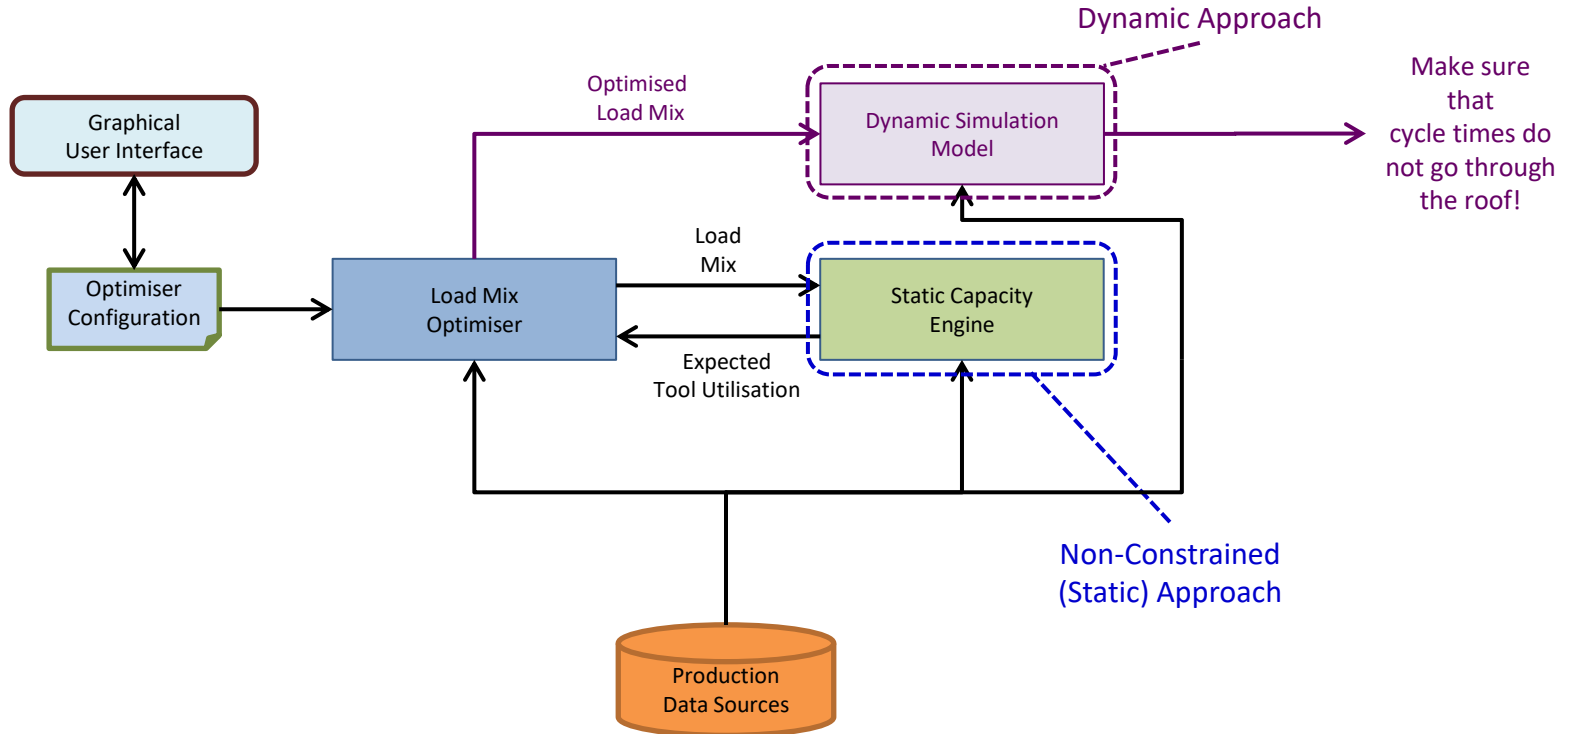 Dynamic Approach
Optimised
Load Mix
Make sure
that
cycle times do
not go through
the roof!
Graphical
User Interface
Dynamic Simulation
Model
Load
Mix
Optimiser
Configuration
Load Mix
Optimiser
Static Capacity
Engine
Expected
Tool Utilisation
Non-Constrained
(Static) Approach
Production
Data Sources